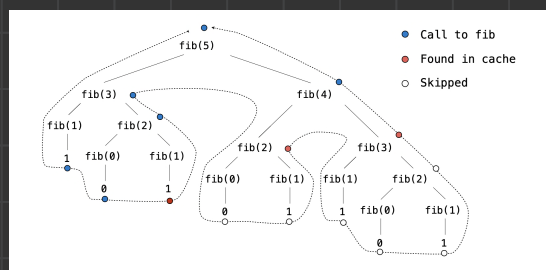 Call to fib
fib(5)
Found in cache
Skipped
fib(3)
fib(4)
fib(1)
fib(2)
fib(2)
fib(3)
1
fib(0)
fib(1)
fib(0)
fib(1)
fib(1)
fib(2)
0
1
0
1
1
fib(0)
fib(1)
0
1